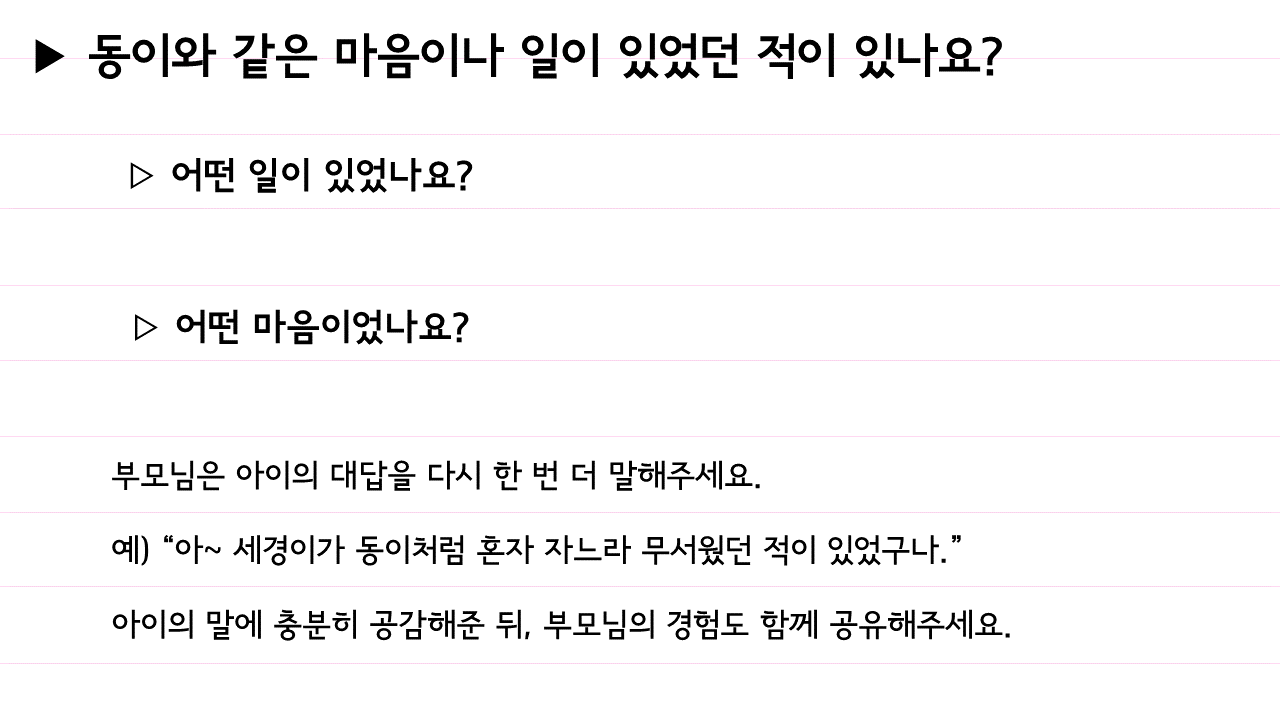 ▶ 동이와 같은 마음이나 일이 있었던 적이 있나요?
▷ 어떤 일이 있었나요?
▷ 어떤 마음이었나요?
부모님은 아이의 대답을 다시 한 번 더 말해주세요.
예) “아~ 세경이가 동이처럼 혼자 자느라 무서웠던 적이 있었구나.”
아이의 말에 충분히 공감해준 뒤, 부모님의 경험도 함께 공유해주세요.